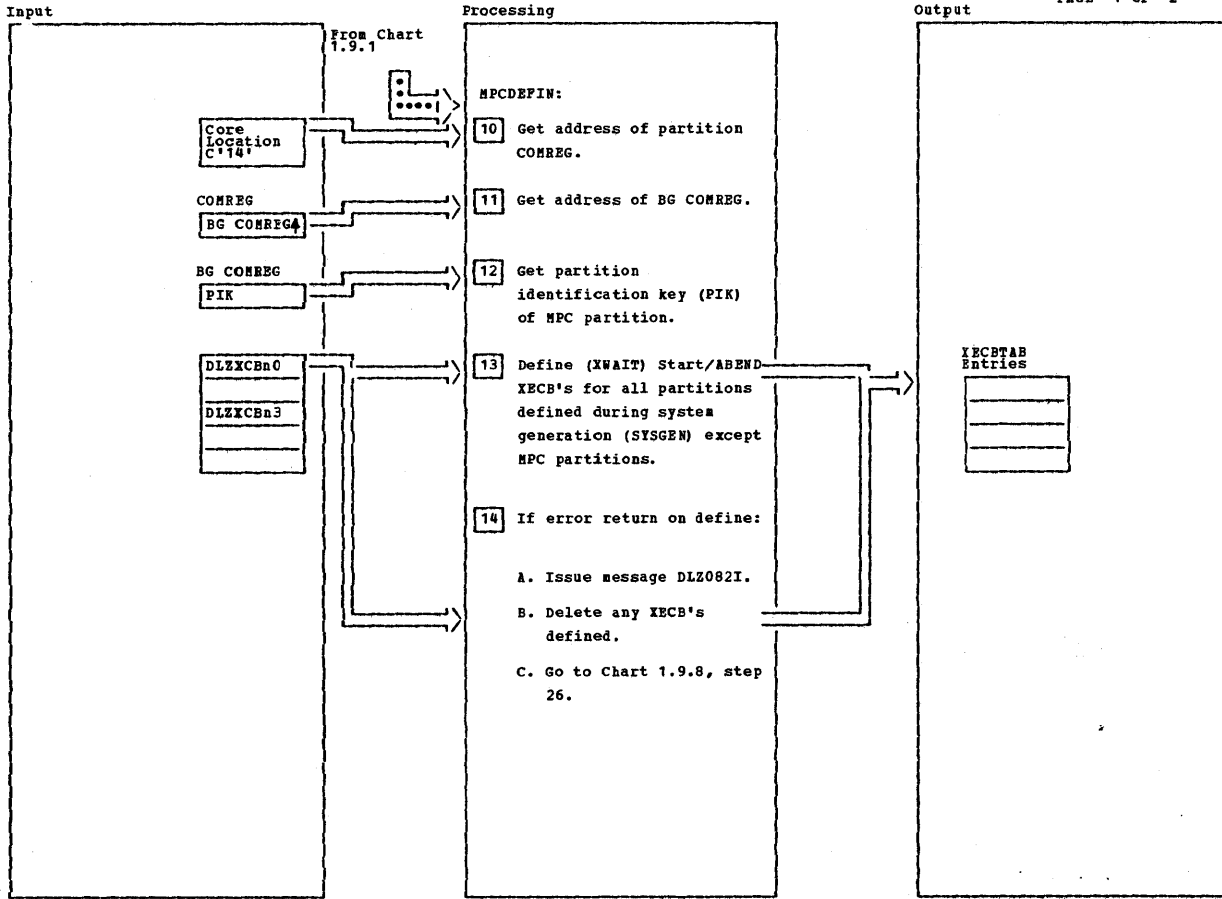 Input
Processing
Output
From Chart
1.9.1
MPCDEFIN:
Core
Location
C'14'
10 Get address of partition
COMREG.
COMREG
BG COMREG
11 Get address of BG COMREG.
BG COMREG
PIK
12 Get partition
identification key (PIK)
of MPC partition.
DLZXCBn0
DLZXCBn3
13 Define (XWAIT) Start/ABEND
XECB's for all partitions
defined during system
generation (SYSGEN) except
MPC partitions.
XECBTAB
Entries
14 If error return on define:
A. Issue message DLZ082I.
B. Delete any XECB's
defined.
C. Go to Chart 1.9.8, step
26.